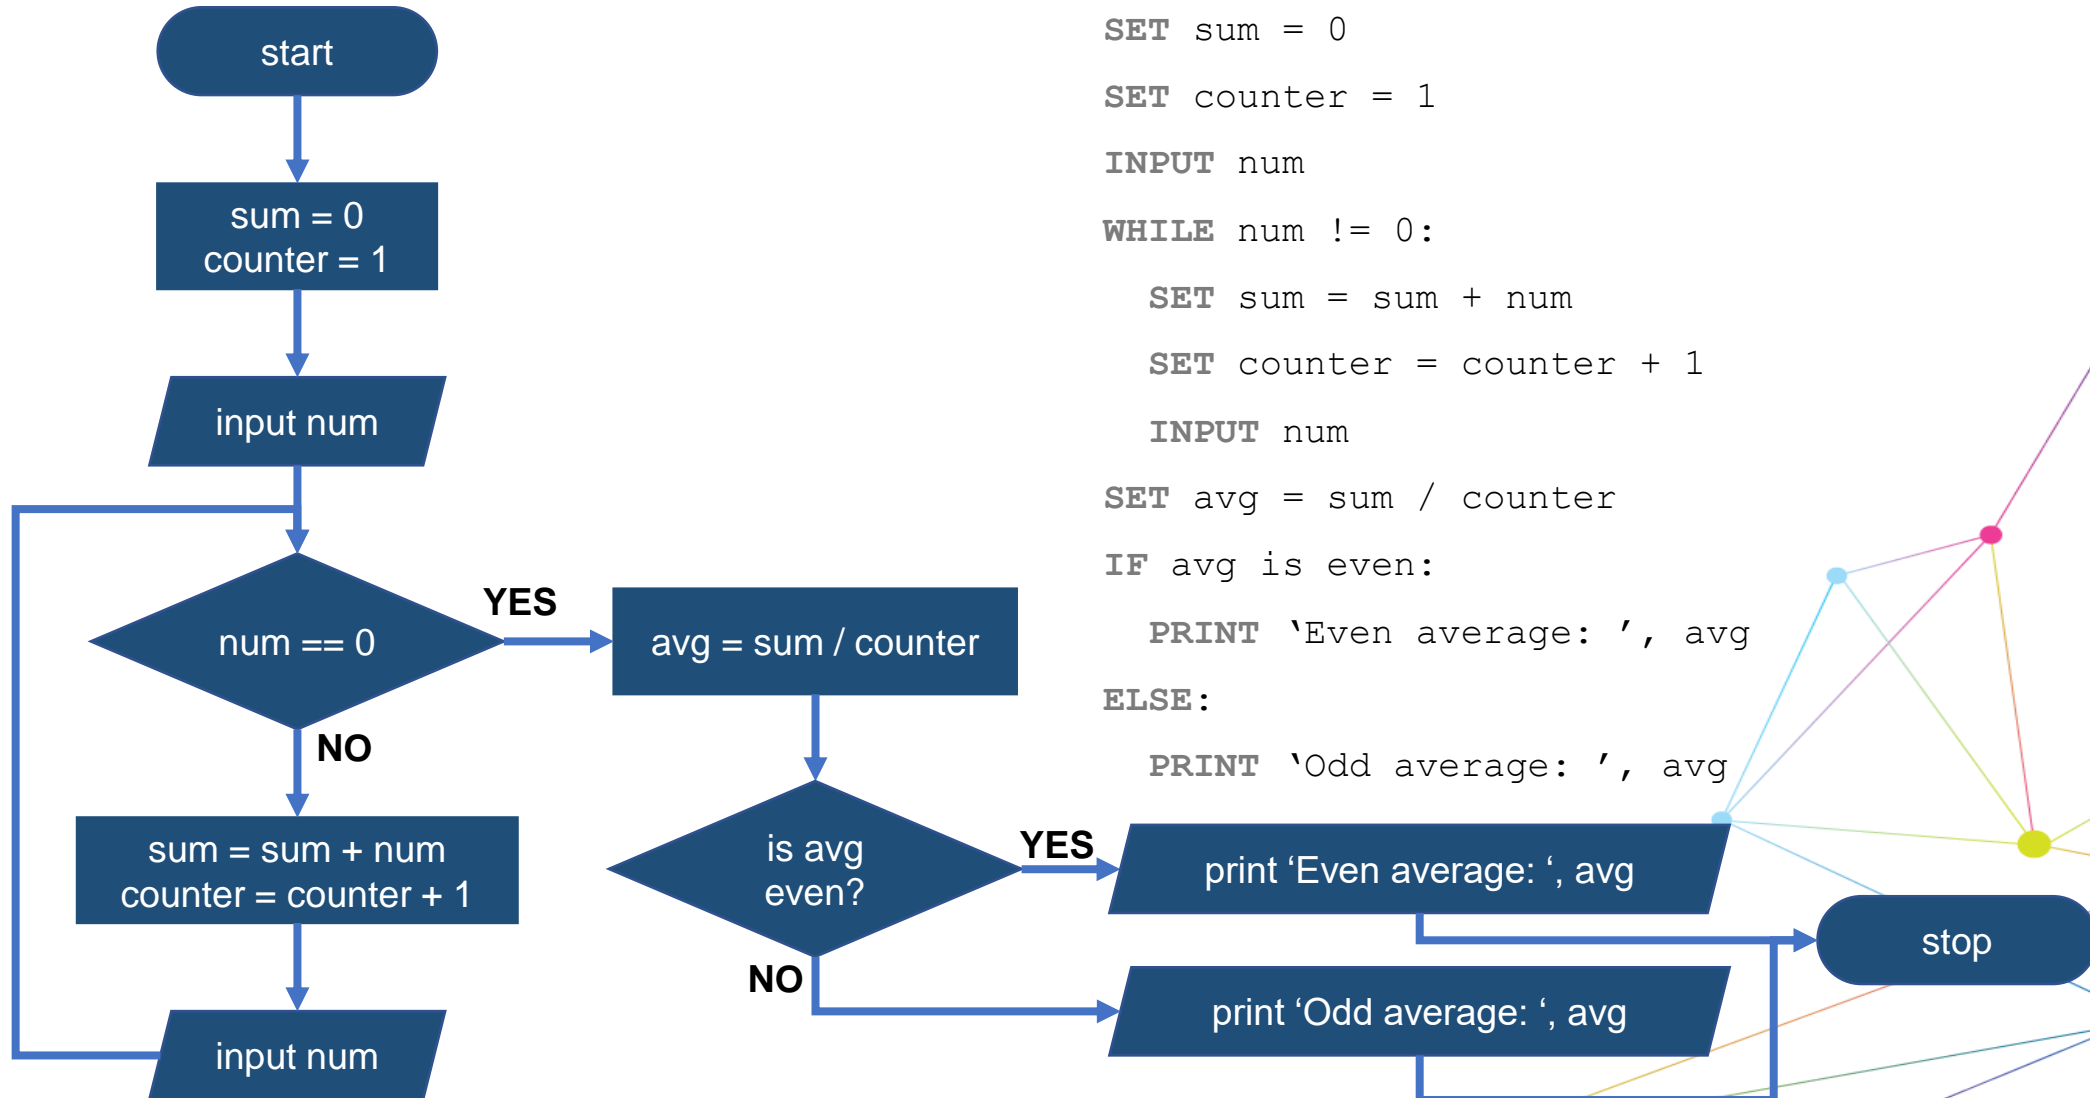 start
sum = 0
counter = 1
input num
num == 0
YES
NO
sum = sum + num
counter = counter + 1
input num
avg = sum / counter
is avg
even?
YES
NO
print ‘Even average: ‘, avg
print ‘Odd average: ‘, avg
stop
SET sum = 0
SET counter = 1
INPUT num
WHILE num != 0:
SET sum = sum + num
SET counter = counter + 1
INPUT num
SET avg = sum / counter
IF avg is even:
PRINT ‘Even average: ’, avg
ELSE:
PRINT ‘Odd average: ’, avg